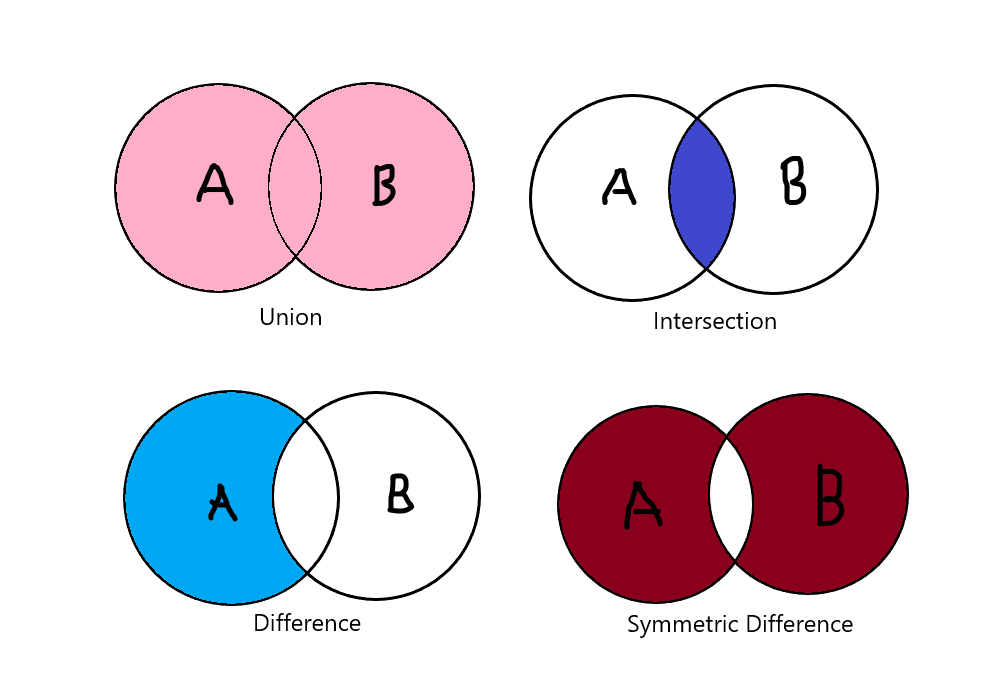 A B
Union
A B
Intersection
A B
Difference
A B
Symmetric Difference